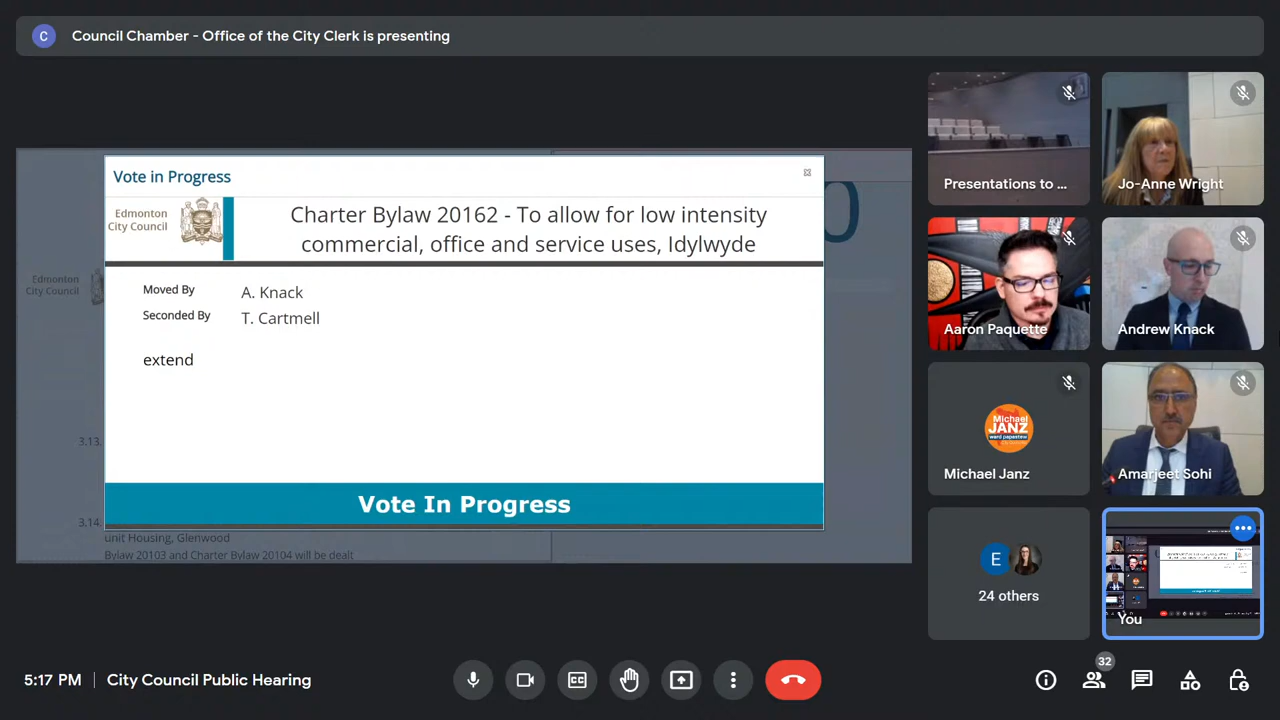 C
Council Chamber - Office of the City Clerk is presenting
Vote in Progress
Edmonton
City Council
Charter Bylaw 20162 - To allow for low intensity
commercial, office and service uses, Idylwyde
Moved By A. Knack
Seconded By T. Cartmell
extend
Vote In Progress
Edmonton
City Council
3.13.
3.14.
unit Housing, Glenwood
Bylaw 20103 and Charter Bylaw 20104 will be dealt
Presentations to ...
Jo-Anne Wright
Aaron Paquette
Andrew Knack
Michael
JANZ
ward papastew
Michael Janz
Amarjeet Sohi
E
24 others
You
5:17 PM
City Council Public Hearing
32